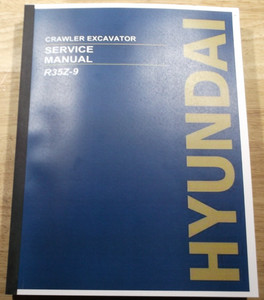 CRAWLER EXCAVATOR
SERVICE
MANUAL
R35Z-9
HYUNDAI